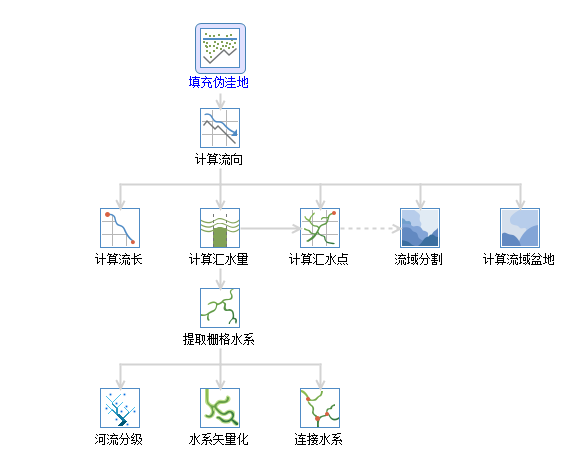 填充伪洼地
计算流向
计算流长
计算汇水量
计算汇水点
流域分割
计算流域盆地
提取栅格水系
河流分级
水系矢量化
连接水系